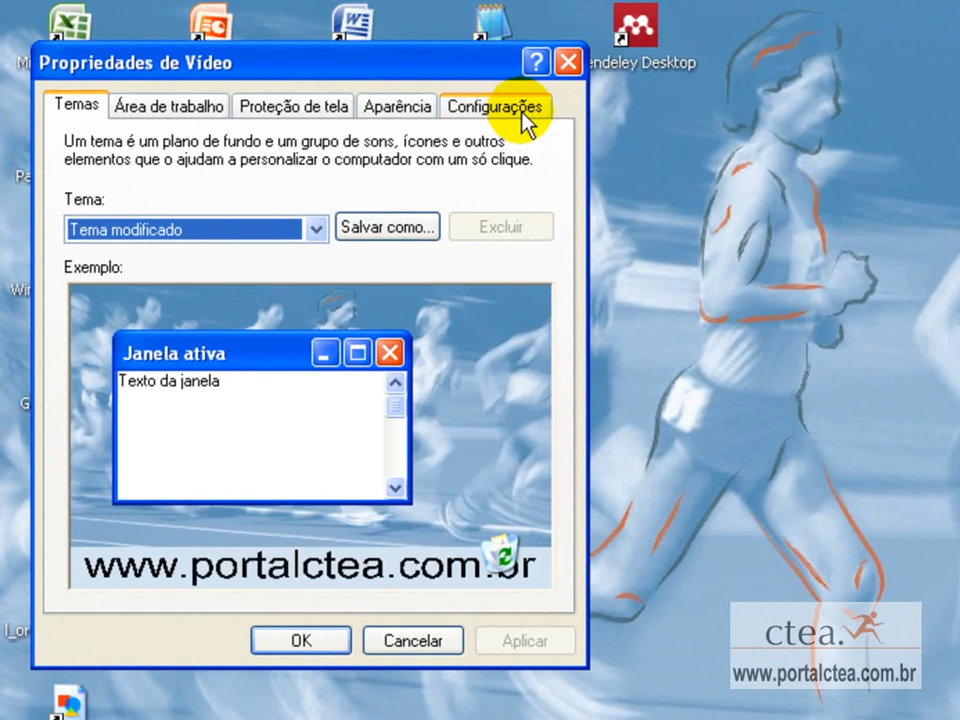 endeley Desktop
Propriedades de Vídeo
Temas
Área de trabalho
Proteção de tela
Aparência
Configurações
Um tema é um plano de fundo e um grupo de sons, ícones e outros
elementos que o ajudam a personalizar o computador com um só clique.
Tema:
Tema modificado
Salvar como...
Excluir
Exemplo:
Janela ativa
Texto da janela
www.portalctea.com.br
OK
Cancelar
Aplicar
ctea.
www.portalctea.com.br